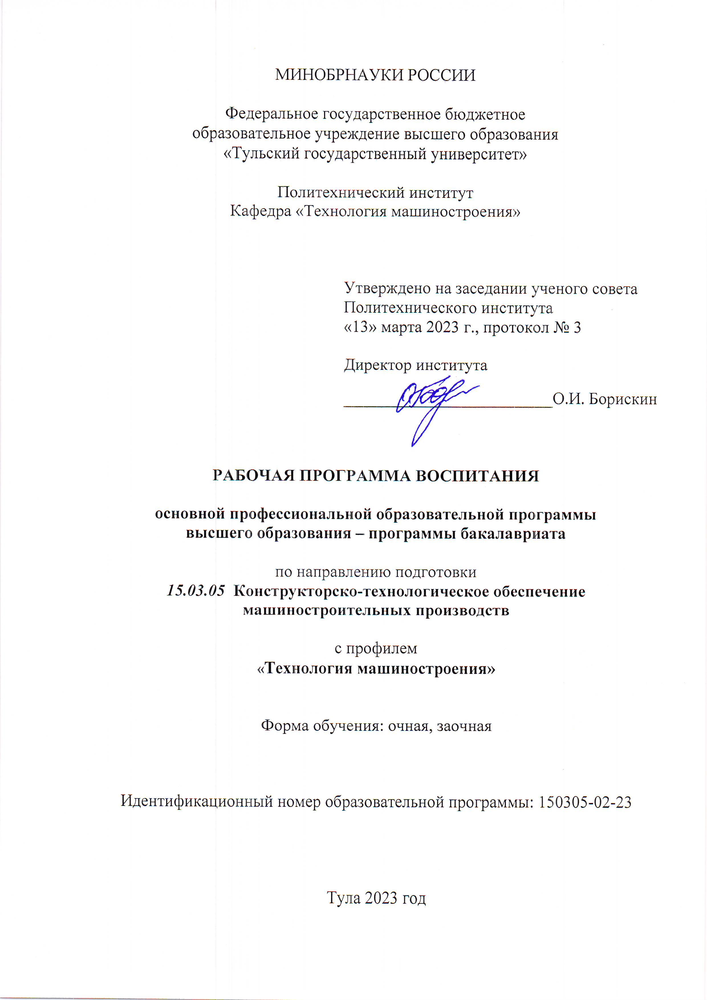 МИНОБРНАУКИ РОССИИ
Федеральное государственное бюджетное
образовательное учреждение высшего образования
«Тульский государственный университет»
Политехнический институт
Кафедра «Технология машиностроения»
Утверждено на заседании ученого совета
Политехнического института
«13» марта 2023 г., протокол № 3
Директор института
О.И. Борискин
РАБОЧАЯ ПРОГРАММА ВОСПИТАНИЯ
основной профессиональной образовательной программы
высшего образования – программы бакалавриата
по направлению подготовки
15.03.05 Конструкторско-технологическое обеспечение
машиностроительных производств
с профилем
«Технология машиностроения»
Форма обучения: очная, заочная
Идентификационный номер образовательной программы: 150305-02-23
Тула 2023 год